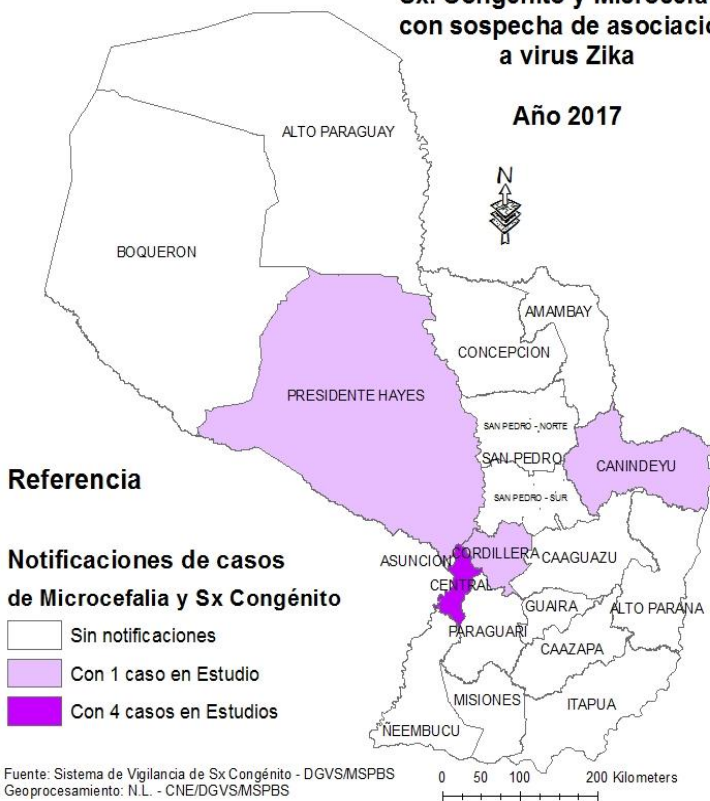 con sospecha de asociació
a virus Zika
Año 2017
N
ALTO PARAGUAY
BOQUERON
AMAMBAY
CONCEPCION
PRESIDENTE HAYES
SAN PEDRO - NORTE
SAN PEDRO
CANINDEYU
SAN PEDRO - SUR
ASUNCION
CORDILLERA
CAAGUAZU
CENTRAL
GUAIRA
ALTO PARANA
PARAGUARI
CAAZAPA
MISIONES
ITAPUA
ÑEEMBUCU
Referencia
Notificaciones de casos
de Microcefalia y Sx Congénito
Sin notificaciones
Con 1 caso en Estudio
Con 4 casos en Estudios
Fuente: Sistema de Vigilancia de Sx Congénito - DGVS/MSPBS
Geoprocesamiento: N.L. - CNE/DGVS/MSPBS
0 50 100 200 Kilometers